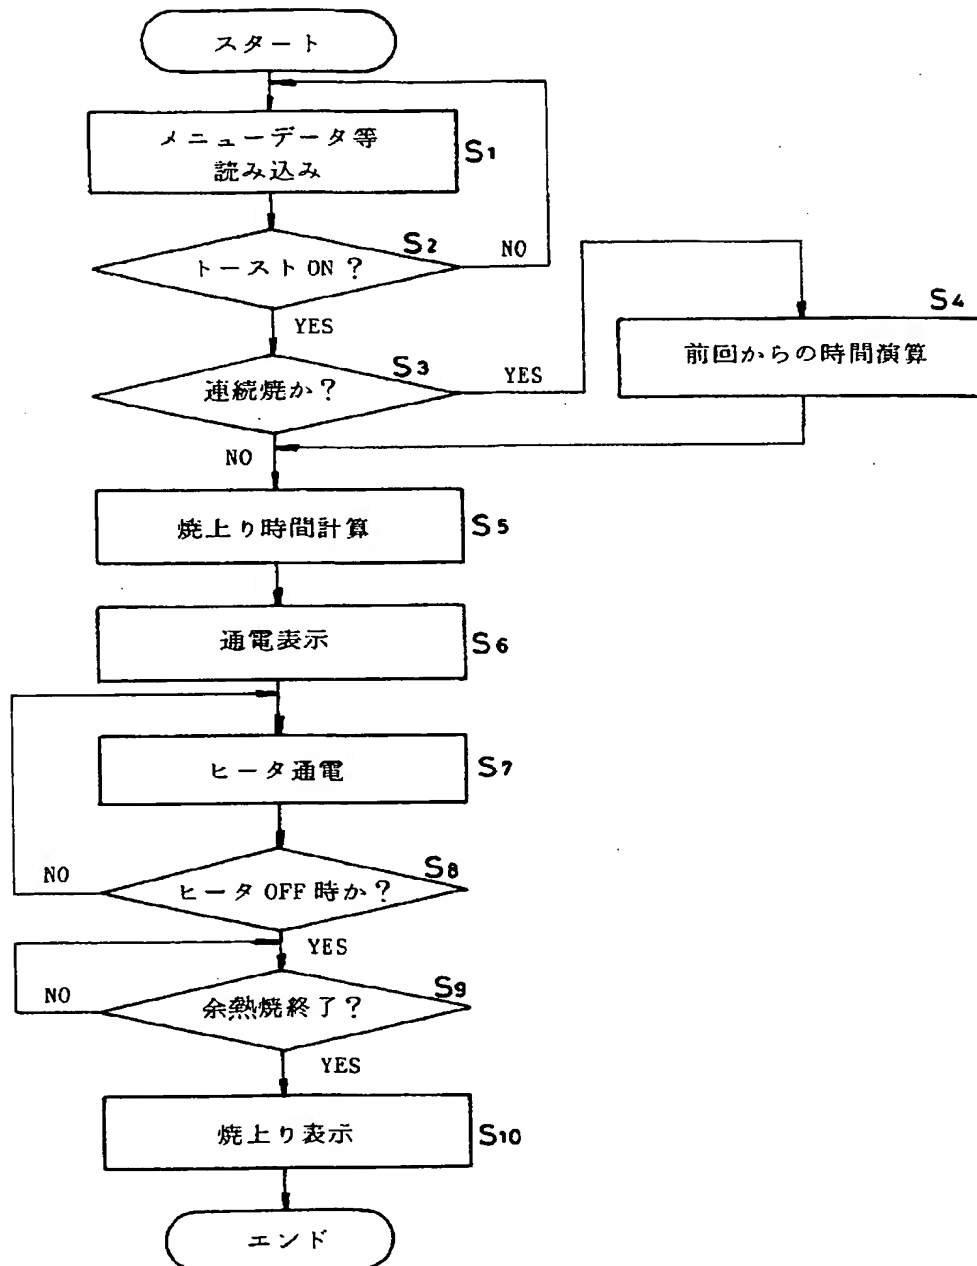 スタート
メニューデータ等
読み込み
S1
S2
トーストON?
NO
YES
S3
連続焼か?
YES
S4
前回からの時間演算
NO
焼上り時間計算
S5
通電表示
S6
ヒータ通電
S7
S8
ヒータOFF時か?
NO
YES
S9
余熱焼終了?
NO
YES
焼上り表示
S10
エンド